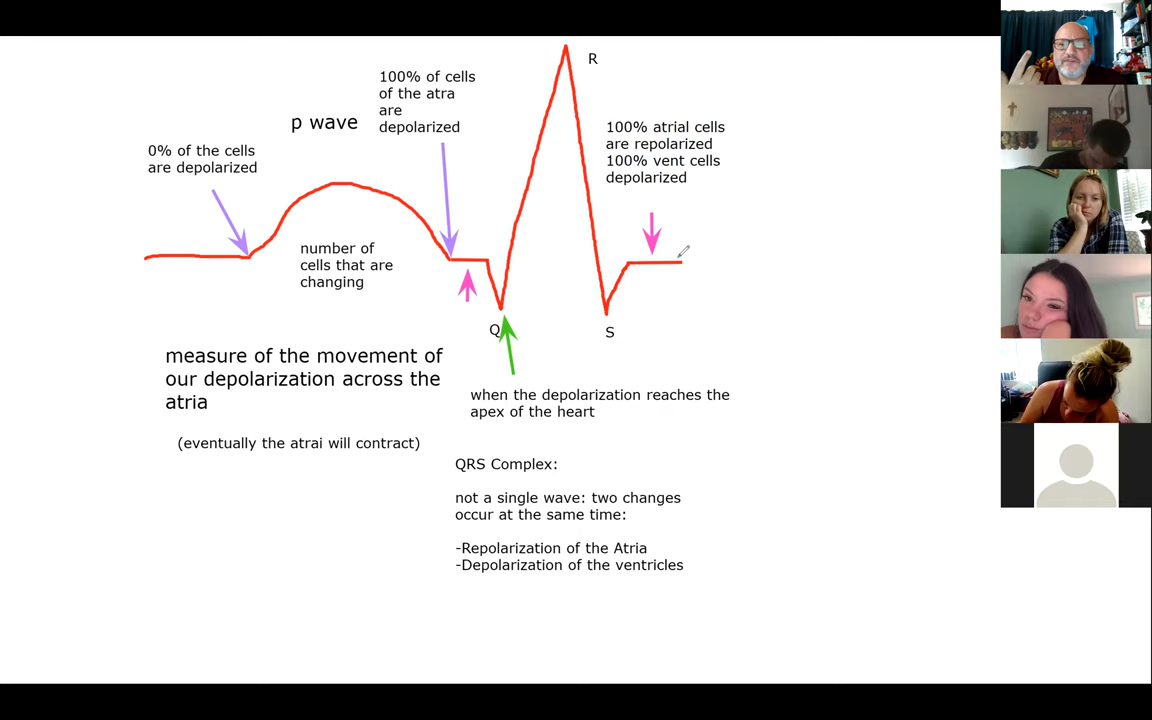 R
100% of cells
of the atra
are
depolarized
p wave
100% atrial cells
are repolarized
100% vent cells
depolarized
0% of the cells
are depolarized
number of
cells that are
changing
Q
S
measure of the movement of
our depolarization across the
atria
when the depolarization reaches the
apex of the heart
(eventually the atrai will contract)
QRS Complex:
not a single wave: two changes
occur at the same time:
-Repolarization of the Atria
-Depolarization of the ventricles